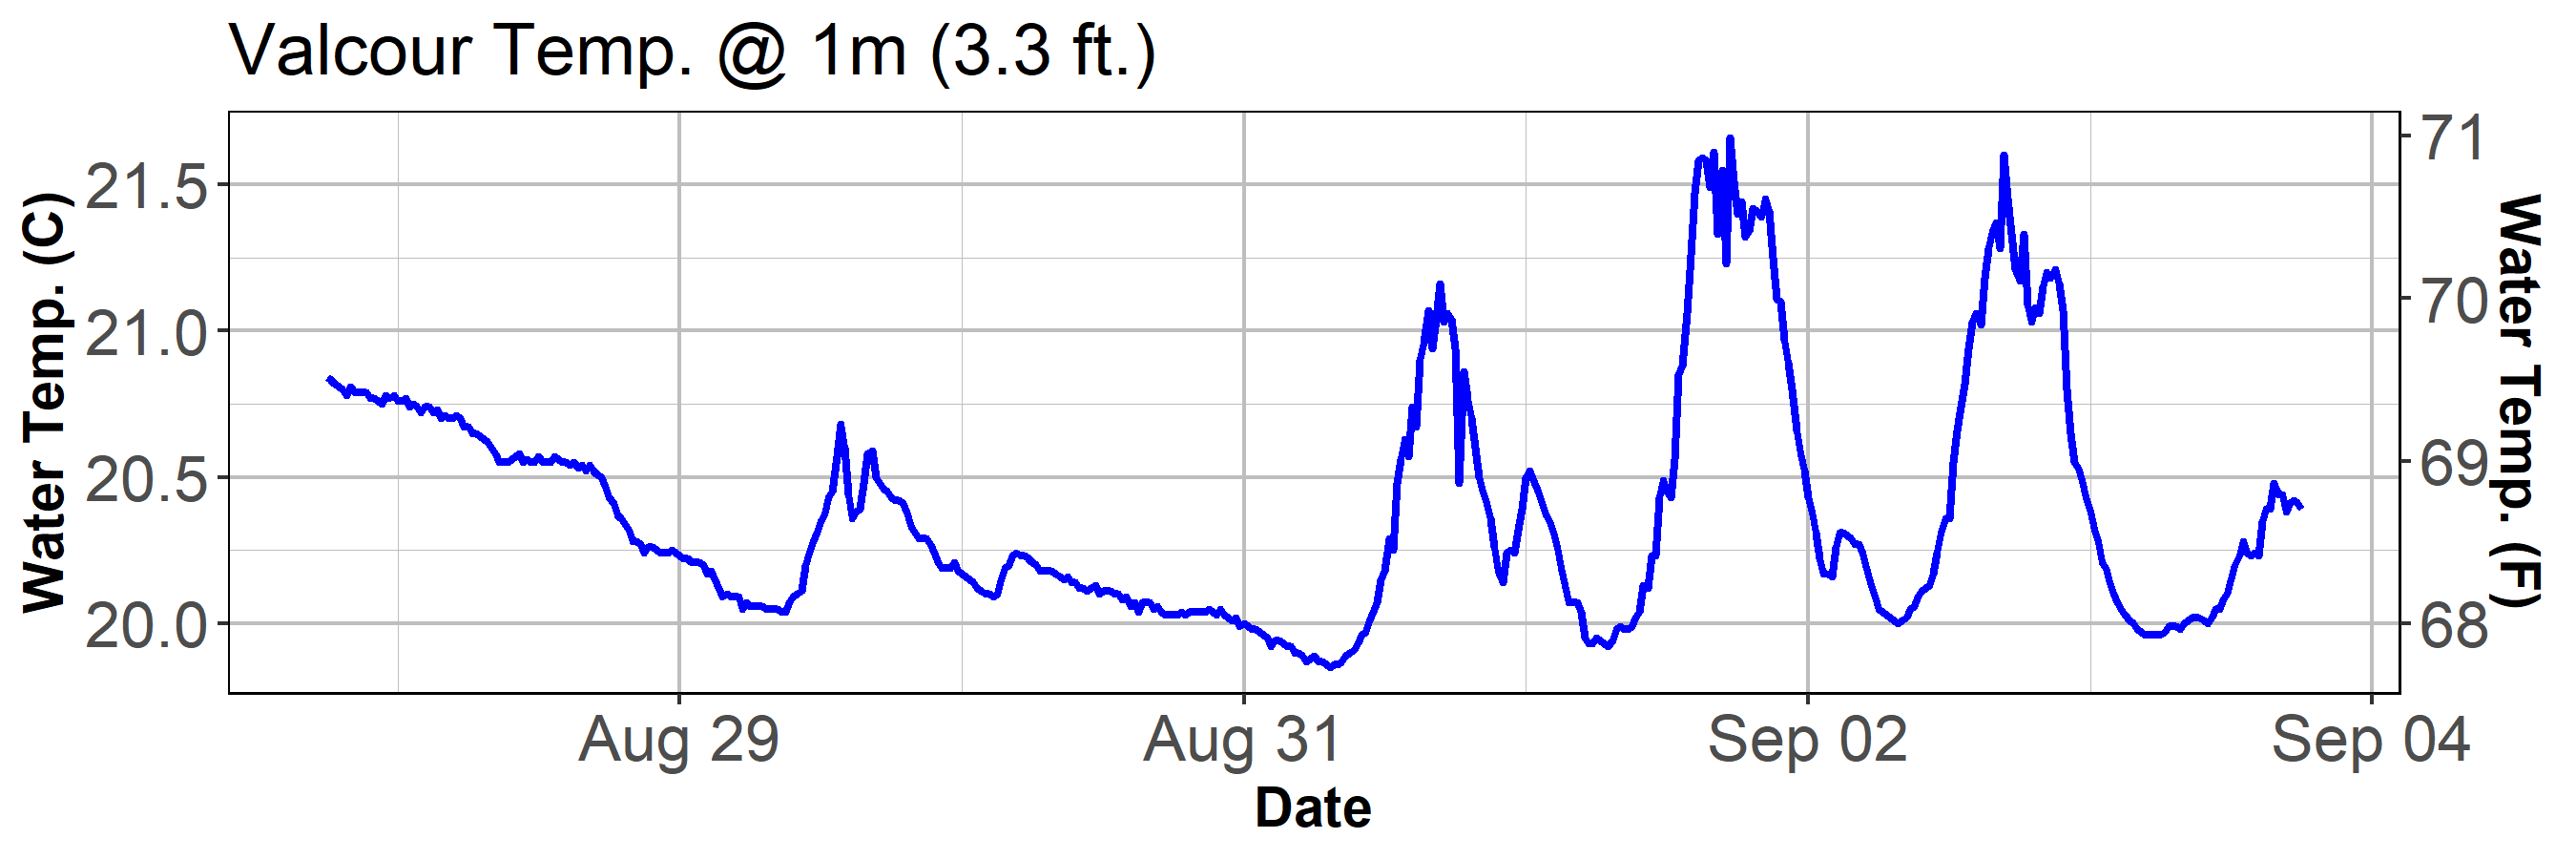 Valcour Temp. @ 1m (3.3 ft.)
Water Temp. (C)
21.5
21.0
20.5
20.0
71
70
69
68
Water Temp. (F)
Aug 29
Aug 31
Sep 02
Sep 04
Date